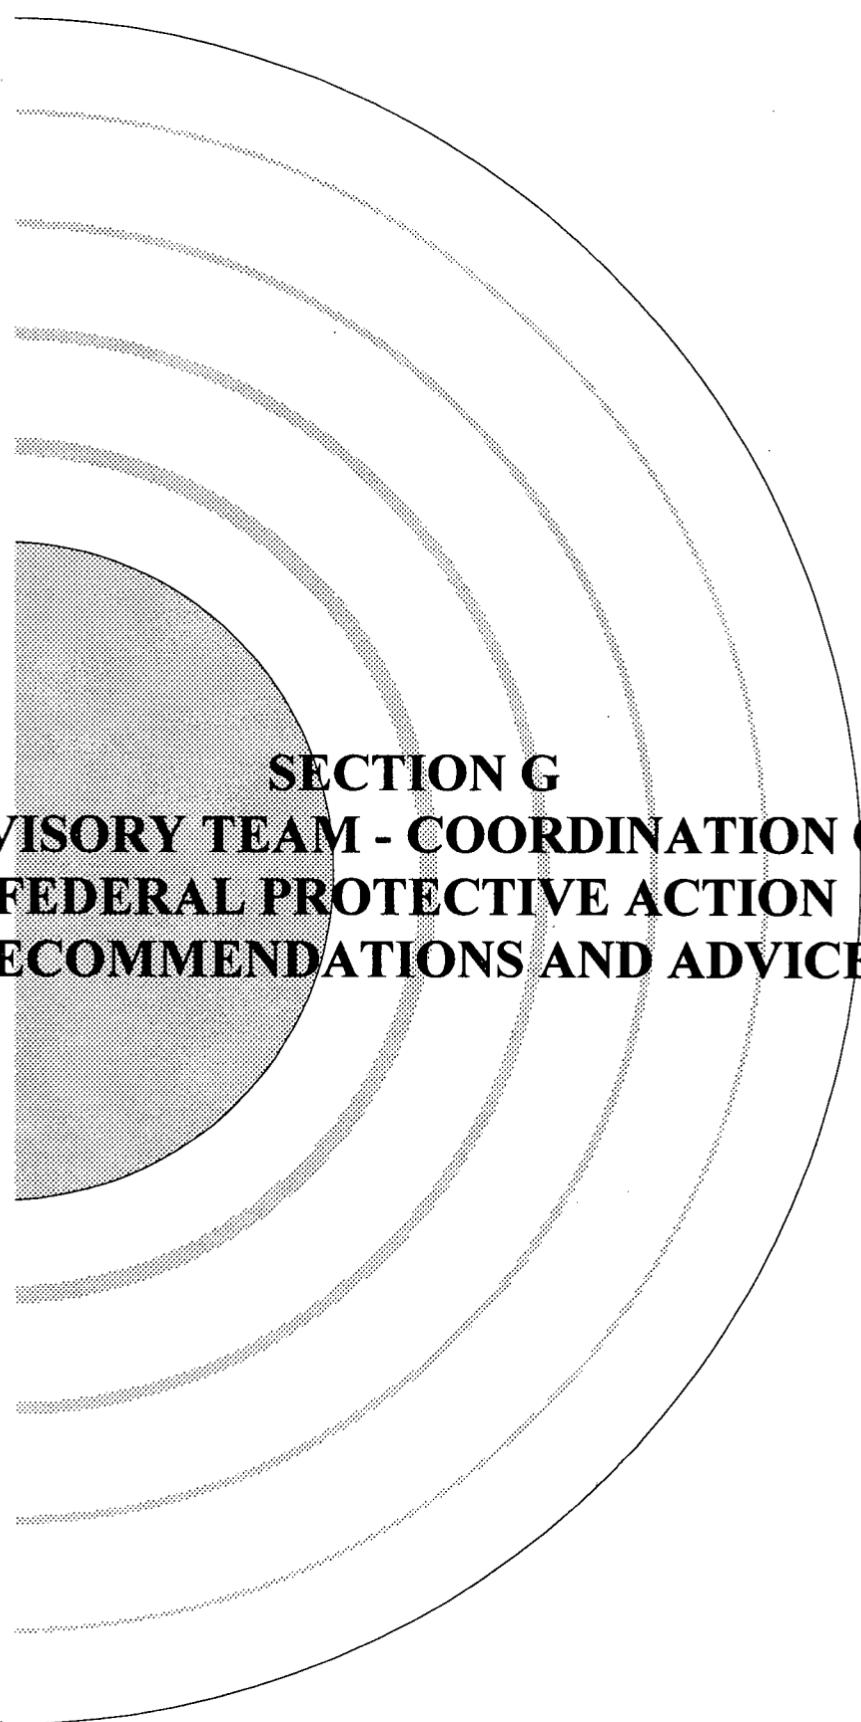 SECTION G
VISORY TEAM - COORDINATION
FEDERAL PROTECTIVE ACTION
ECOMMENDATIONS AND ADVICE